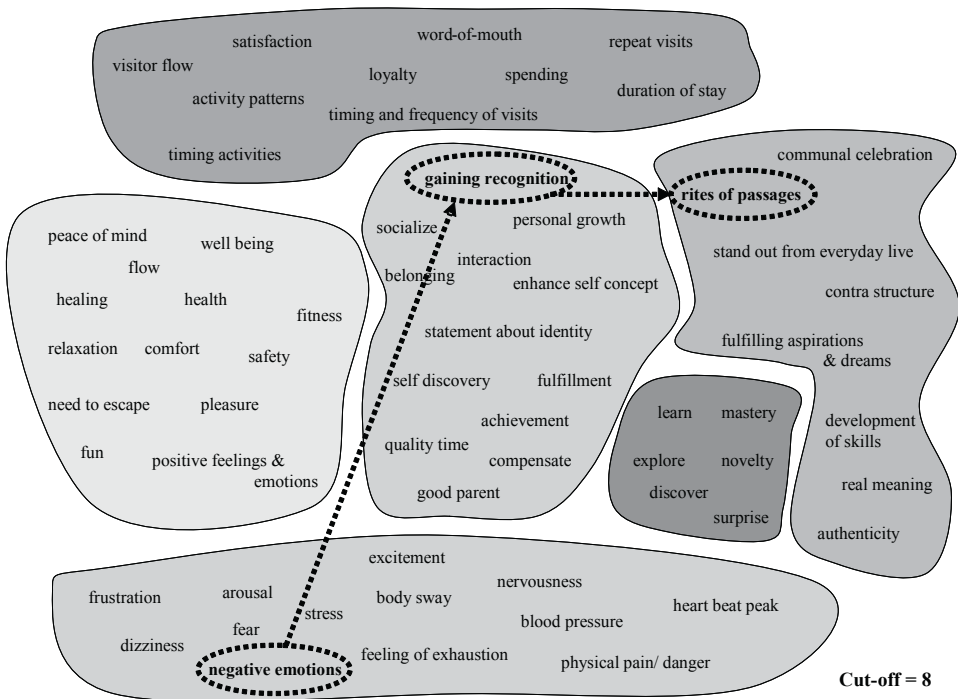 satisfaction
word-of-mouth
repeat visits
visitor flow
loyalty
spending
duration of stay
activity patterns
timing and frequency of visits
timing activities
gaining recognition
personal growth
socialize
interaction
belonging
enhance self concept
statement about identity
self discovery
fulfillment
achievement
quality time
compensate
good parent
communal celebration
rites of passages
stand out from everyday live
contra structure
fulfilling aspirations
& dreams
development
of skills
real meaning
authenticity
peace of mind
well being
flow
healing
health
fitness
relaxation
comfort
safety
need to escape
pleasure
fun
positive feelings &
emotions
learn
mastery
explore
novelty
discover
surprise
excitement
nervousness
frustration
arousal
body sway
heart beat peak
stress
blood pressure
fear
dizziness
feeling of exhaustion
physical pain/ danger
negative emotions
Cut-off = 8